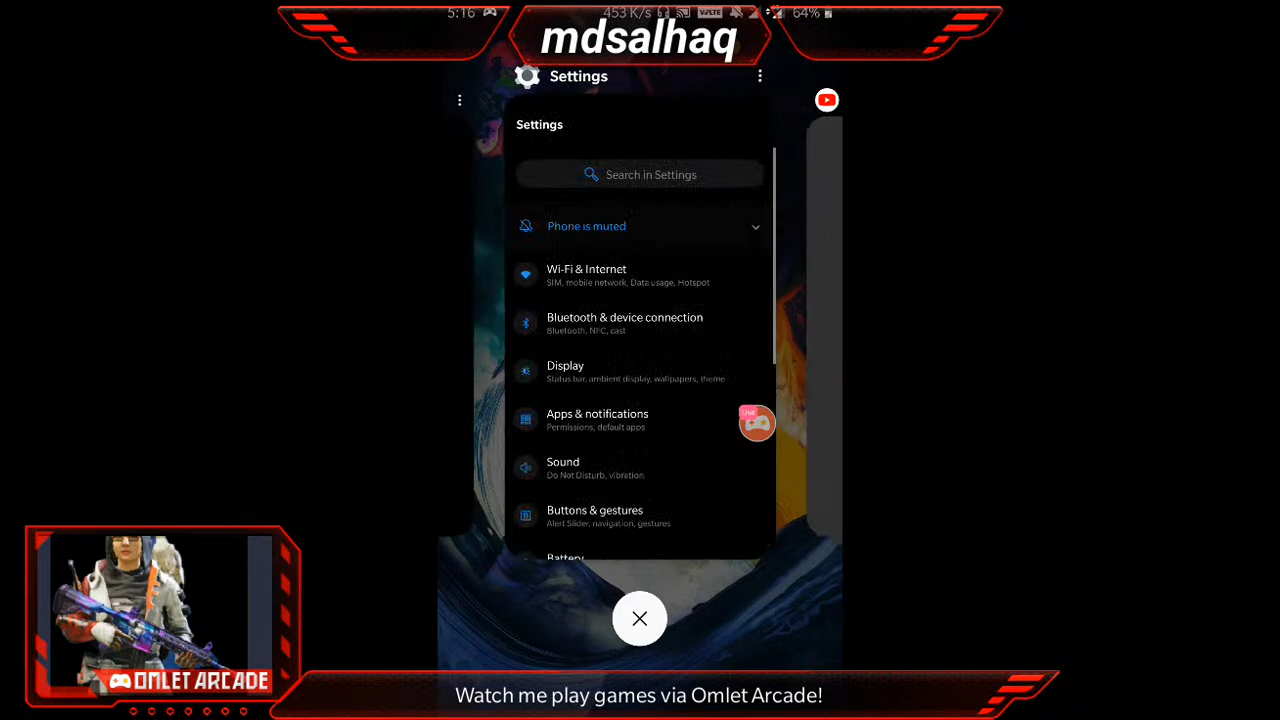 5:16 453 K/s VoLTE 64%
mdsalhaq
Settings
Settings
Search in Settings
Phone is muted
Wi-Fi & Internet
SIM, mobile network, Data usage, Hotspot
Bluetooth & device connection
Bluetooth, NFC, cast
Display
Status bar, ambient display, wallpapers, theme
Apps & notifications
Permissions, default apps
LIVE
Sound
Do Not Disturb, vibration
Buttons & gestures
Alert Slider, navigation, gestures
Battery
OMLET ARCADE
Watch me play games via Omlet Arcade!